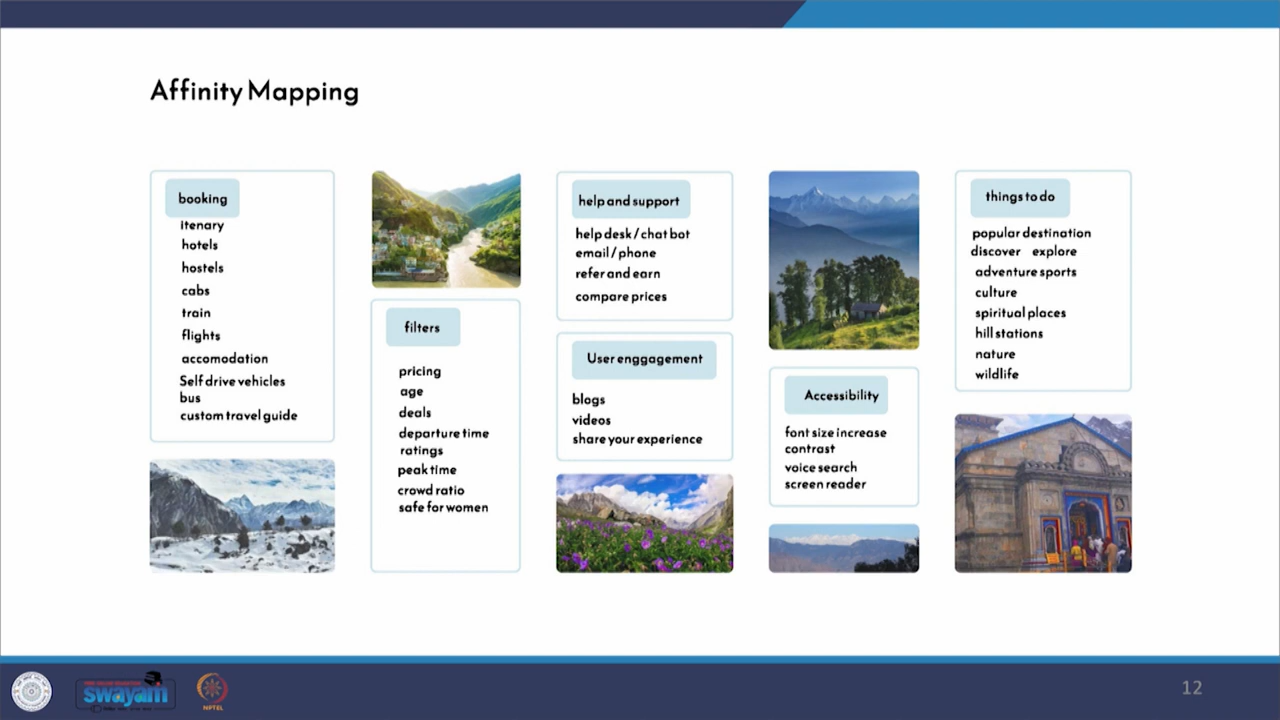 Affinity Mapping
booking
itenary
hotels
hostels
cabs
train
flights
accomodation
Self drive vehicles
bus
custom travel guide
filters
pricing
age
deals
departure time
ratings
peak time
crowd ratio
safe for women
help and support
help desk / chat bot
email / phone
refer and earn
compare prices
User enggagement
blogs
videos
share your experience
Accessibility
font size increase
contrast
voice search
screen reader
things to do
popular destination
discover explore
adventure sports
culture
spiritual places
hill stations
nature
wildlife
swayam
NPTEL
12